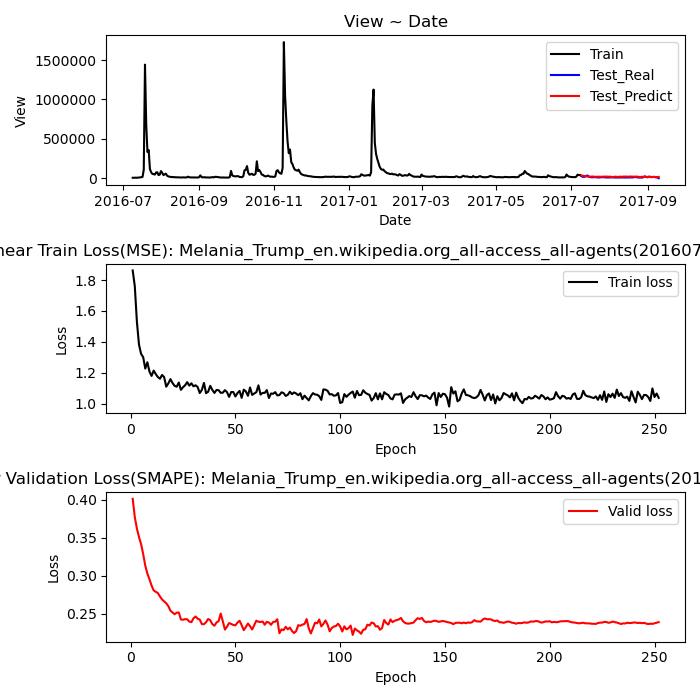 View ~ Date
1500000
1000000
500000
0
View
Train
Test_Real
Test_Predict
2016-07 2016-09 2016-11 2017-01 2017-03 2017-05 2017-07 2017-09
Date
near Train Loss(MSE): Melania_Trump_en.wikipedia.org_all-access_all-agents(201607
1.8
1.6
1.4
1.2
1.0
Loss
Train loss
0 50 100 150 200 250
Epoch
Validation Loss(SMAPE): Melania_Trump_en.wikipedia.org_all-access_all-agents(201
0.40
0.35
0.30
0.25
Loss
Valid loss
0 50 100 150 200 250
Epoch